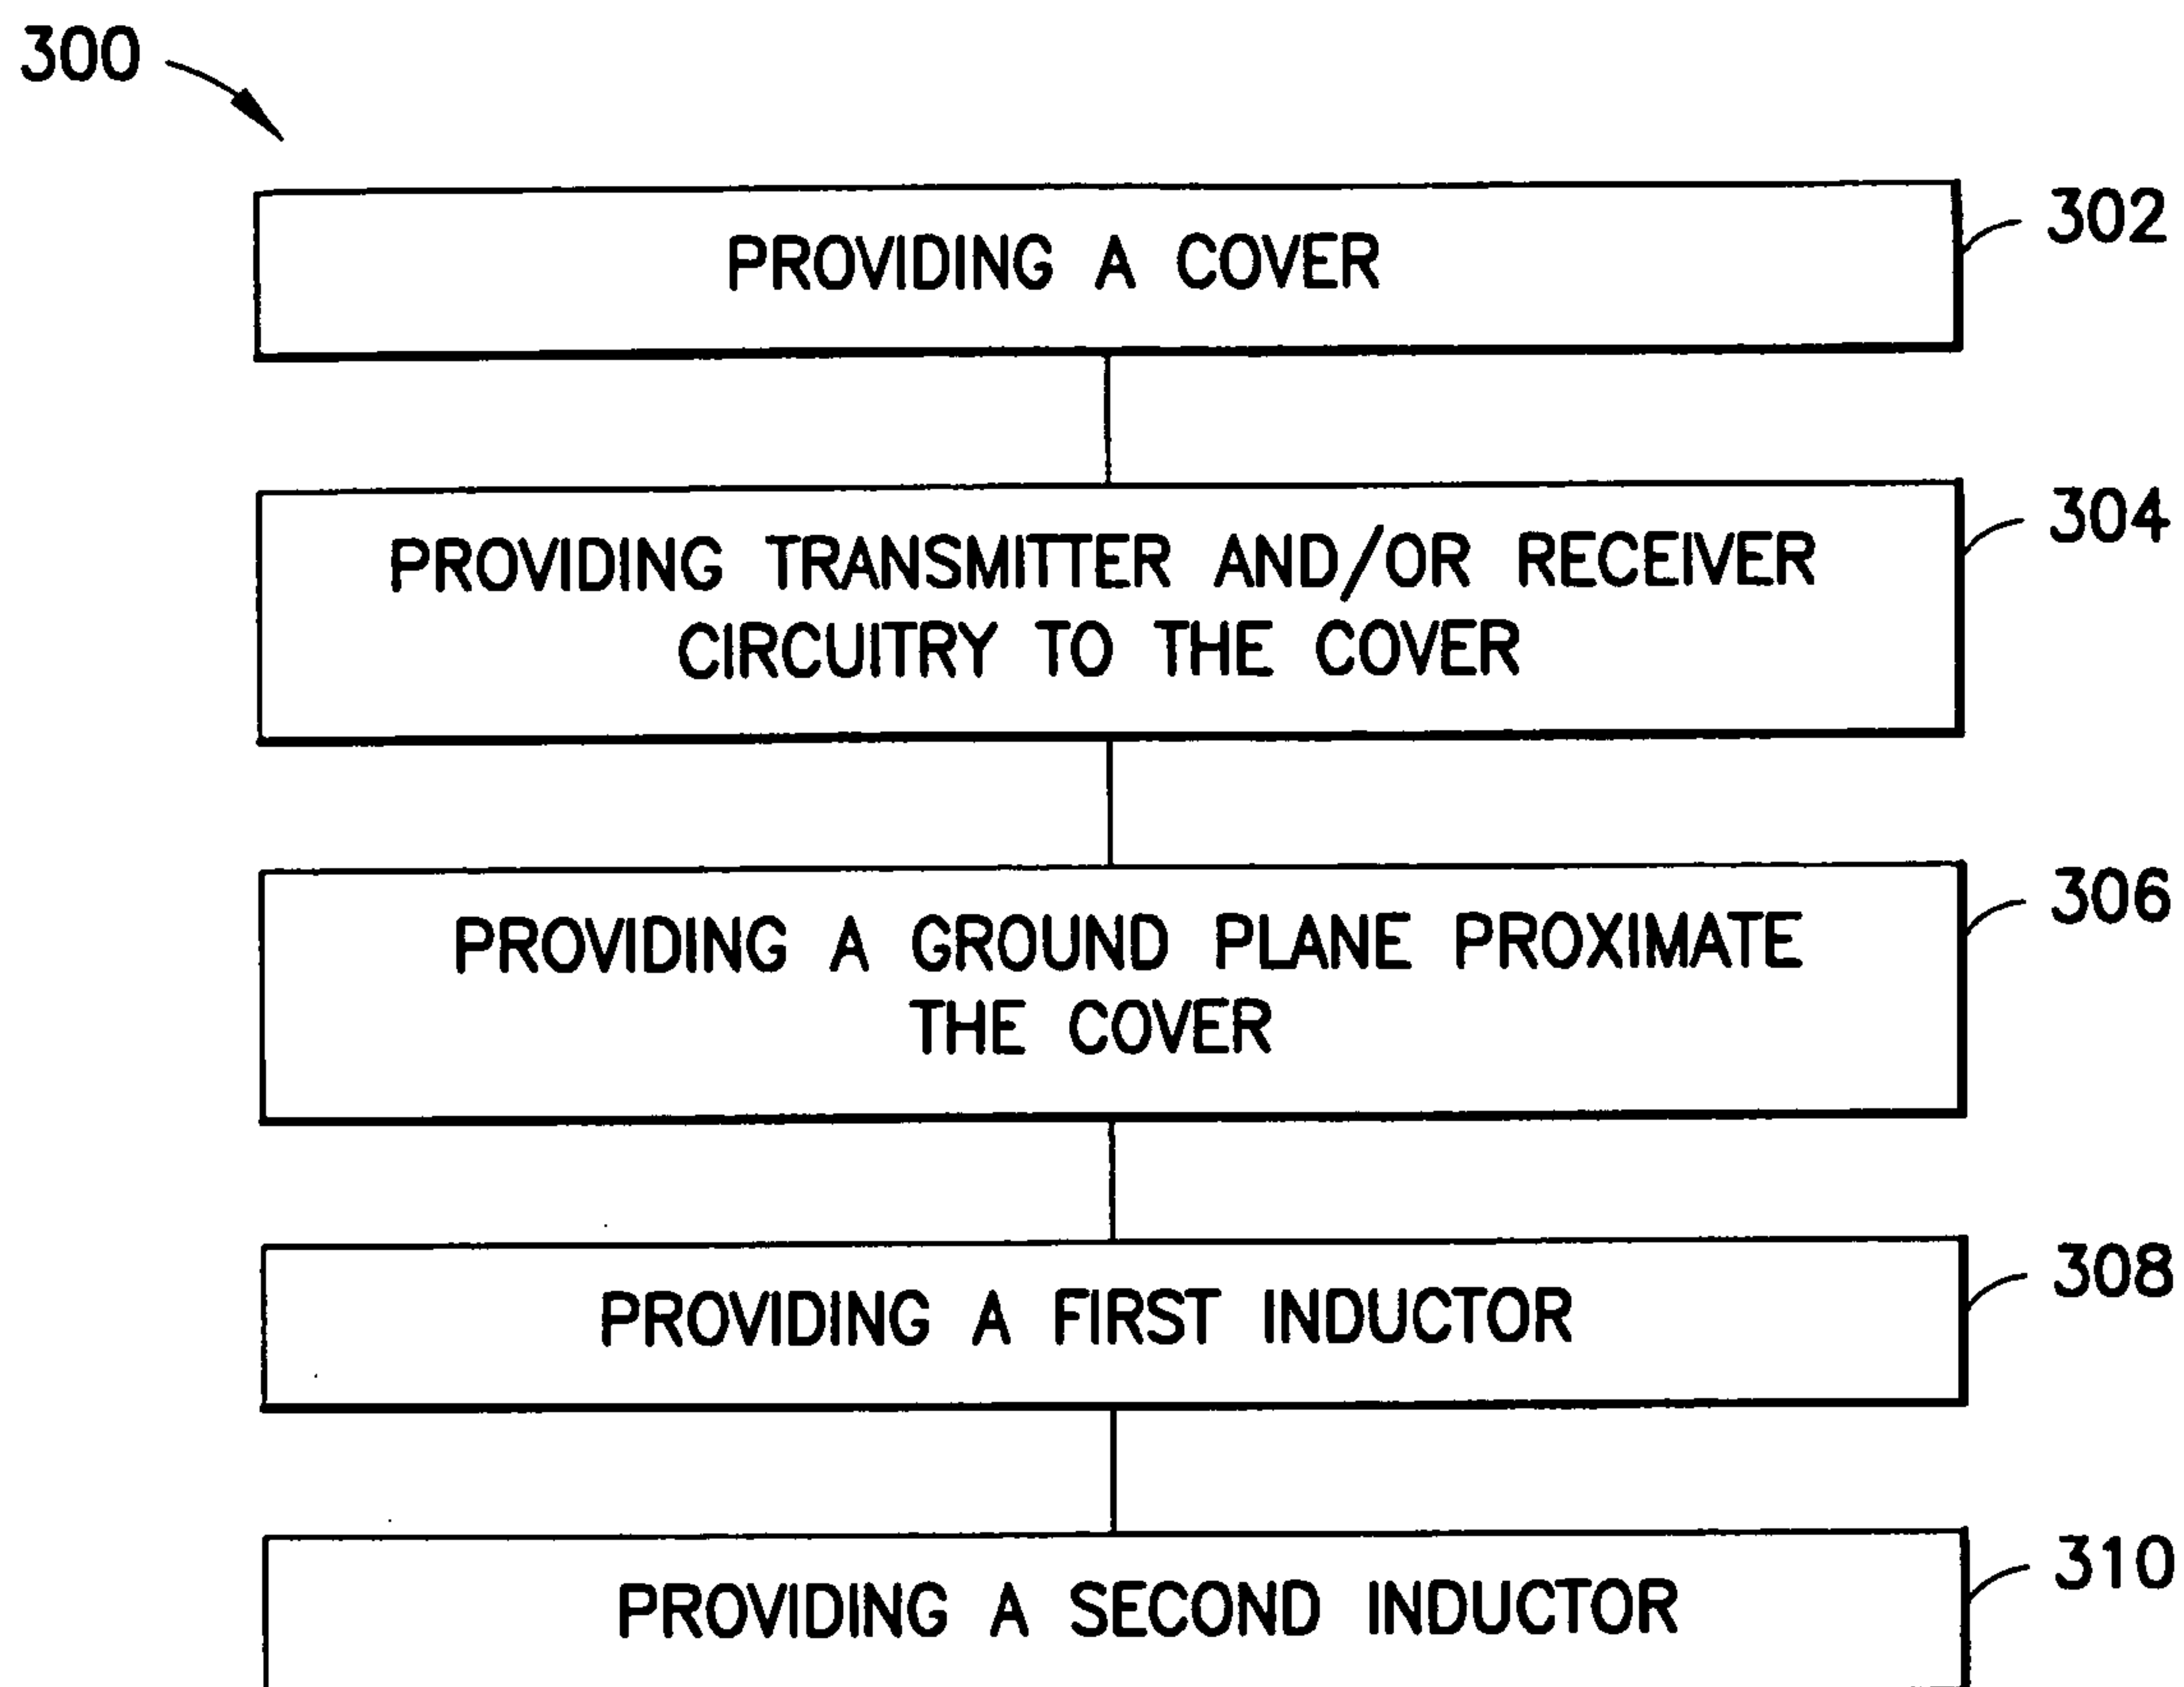 300
PROVIDING A COVER
302
PROVIDING TRANSMITTER AND/OR RECEIVER
CIRCUITRY TO THE COVER
304
PROVIDING A GROUND PLANE PROXIMATE
THE COVER
306
PROVIDING A FIRST INDUCTOR
308
PROVIDING A SECOND INDUCTOR
310